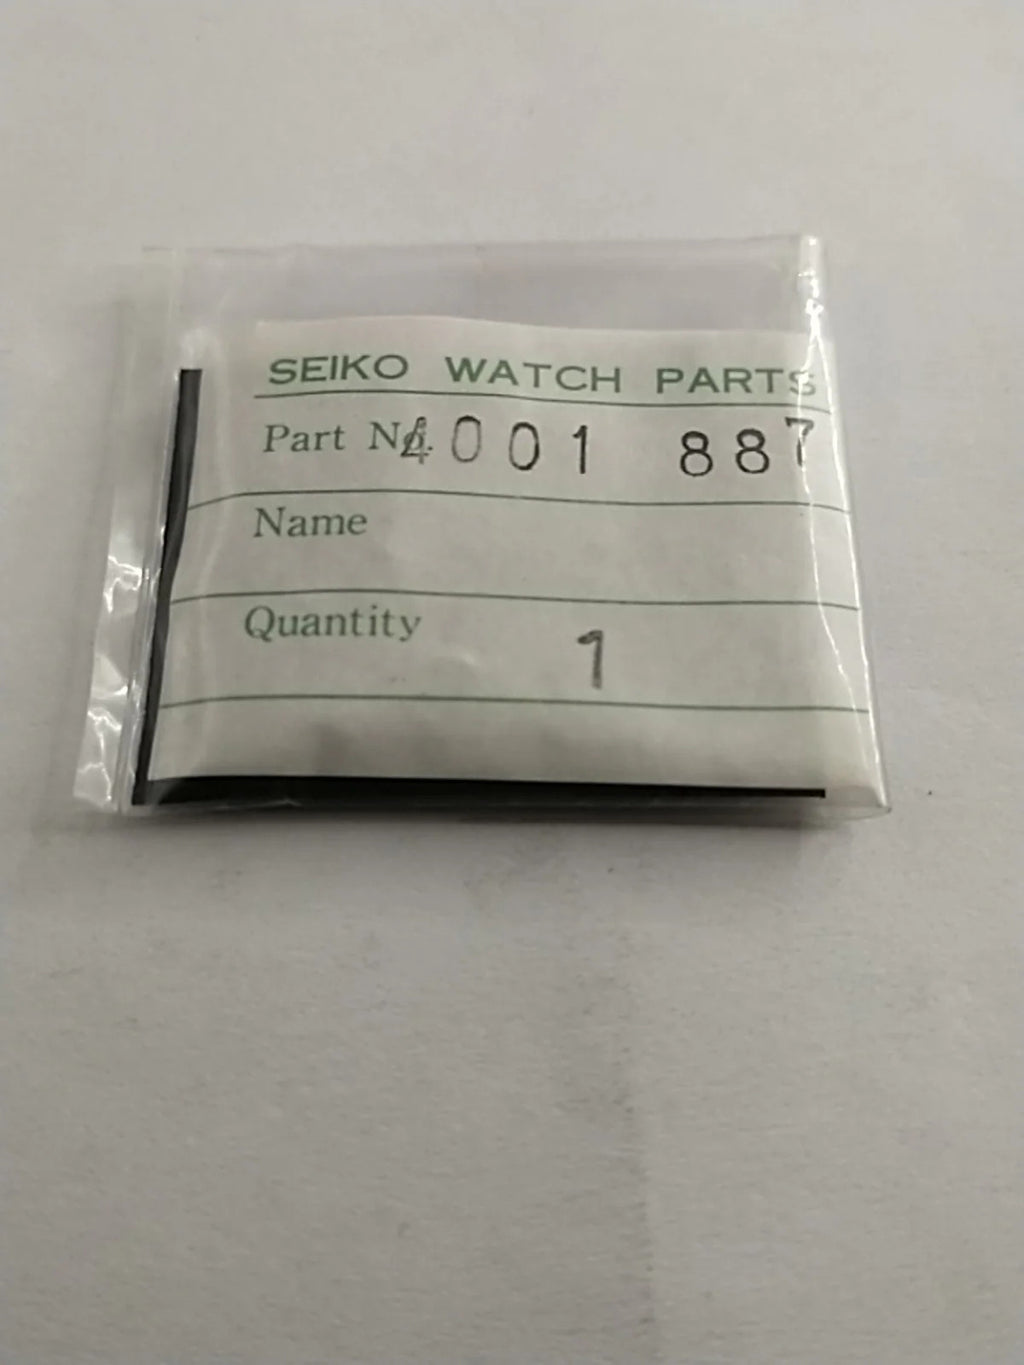 SEIKO WATCH PARTS
Part No. 4001 887
Name
Quantity 1